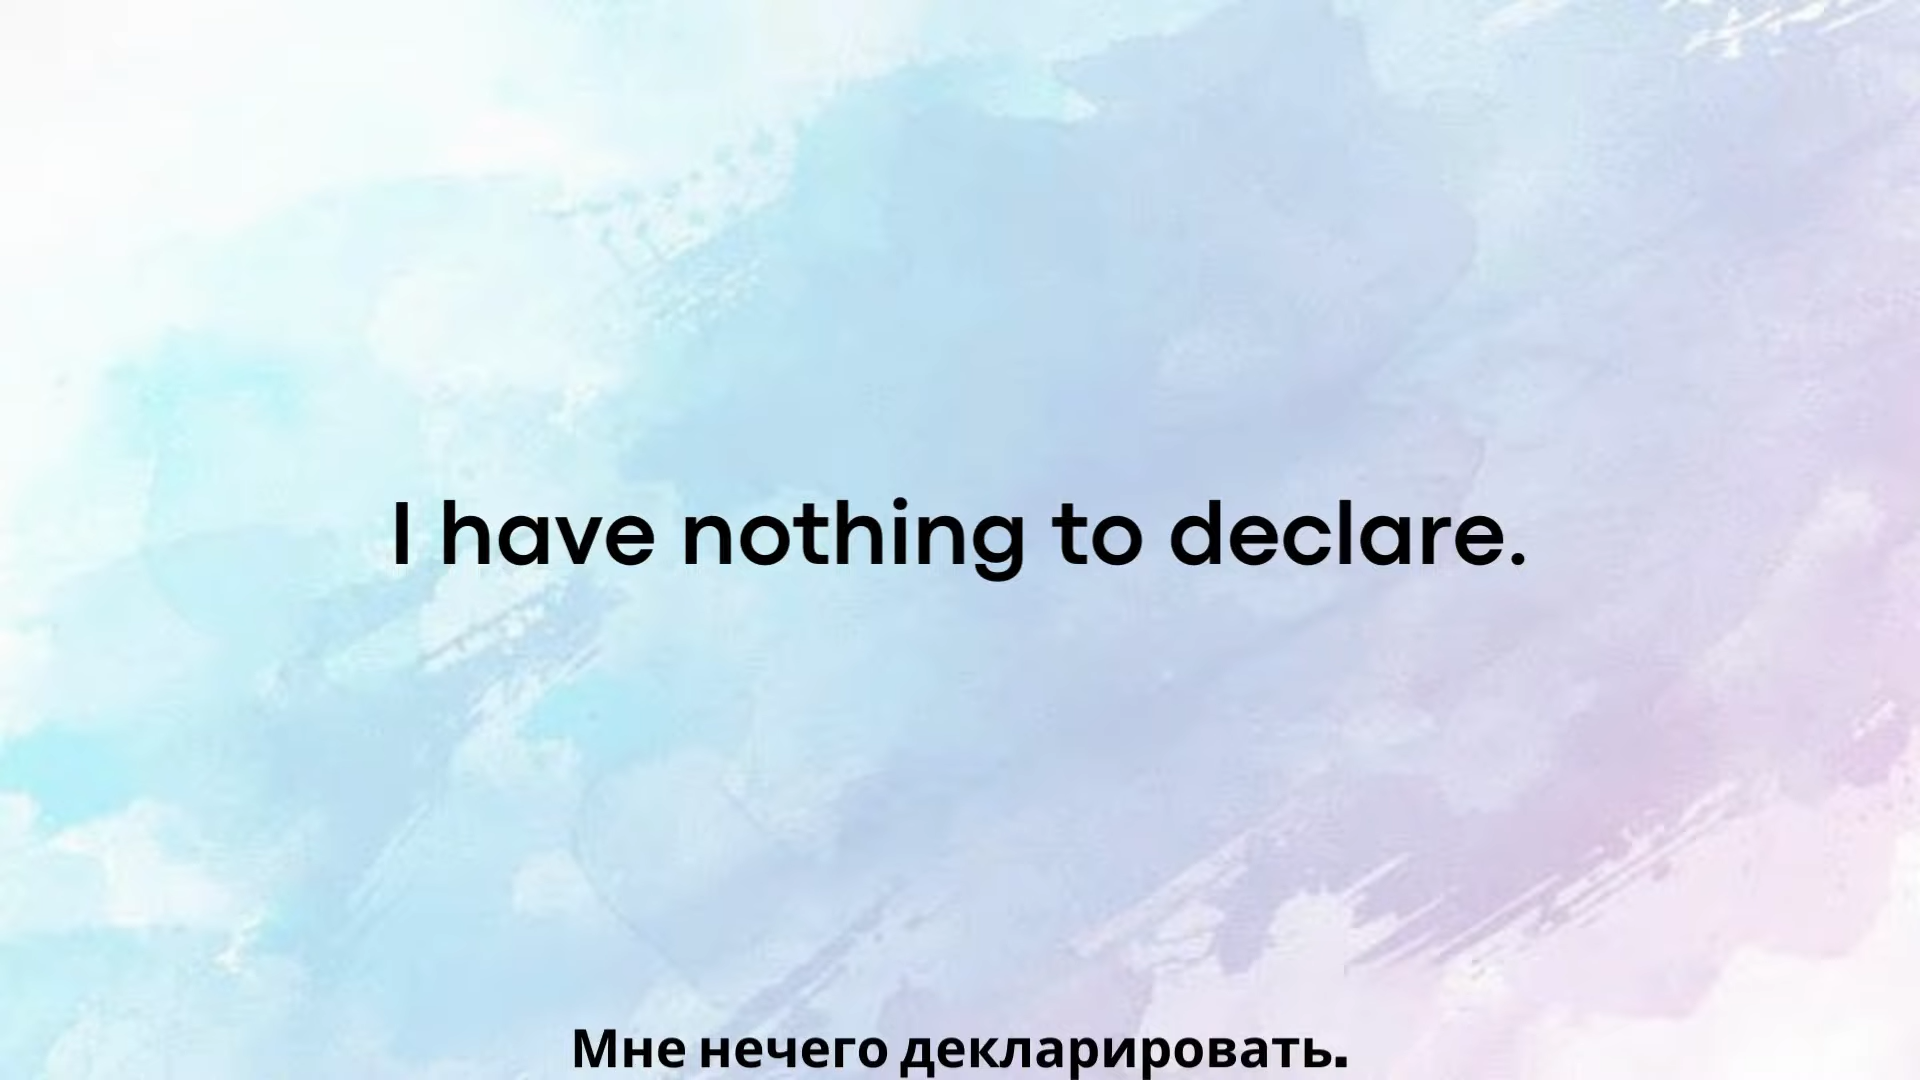 I have nothing to declare.
Мне нечего декларировать.